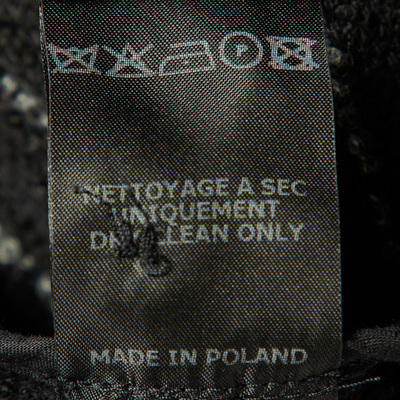 P
NETTOYAGE A SEC
UNIQUEMENT
DRY CLEAN ONLY
MADE IN POLAND